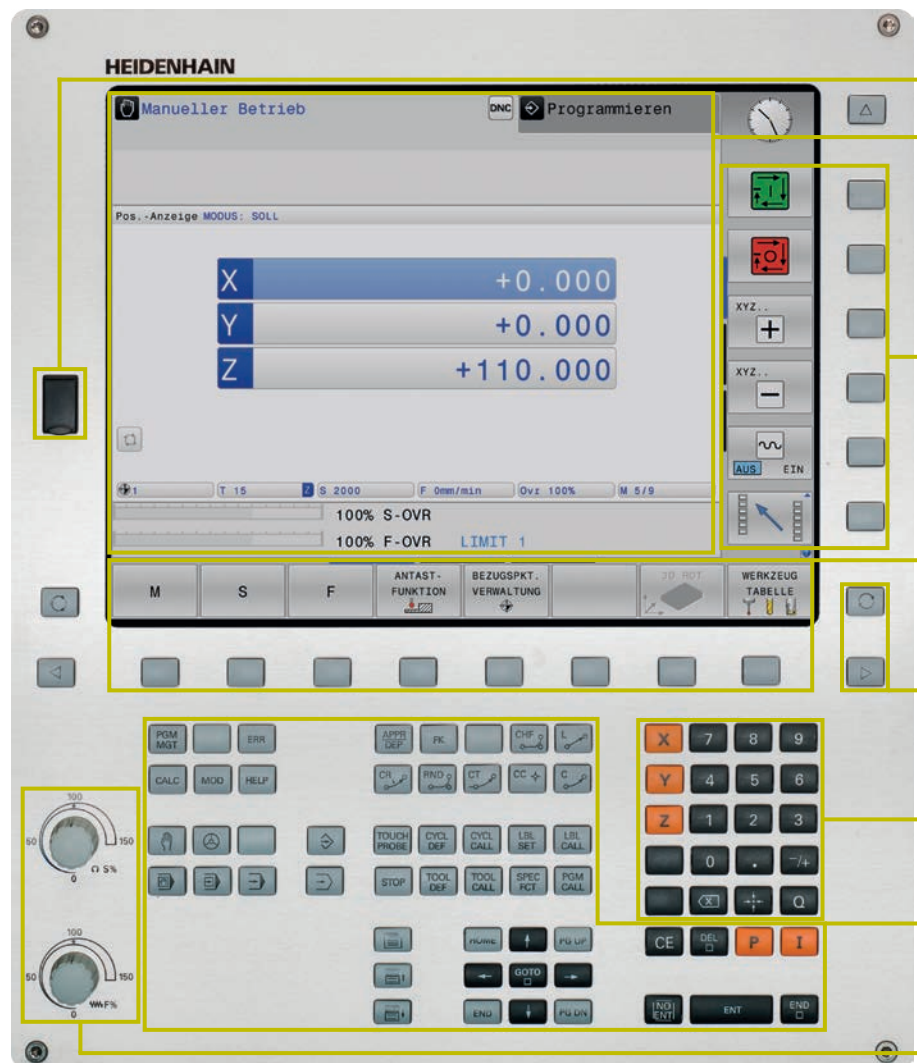 HEIDENHAIN
Manueller Betrieb DNC Programmieren
Pos.-Anzeige MODUS: SOLL
X +0.000
Y +0.000
Z +110.000
XYZ..
+
XYZ..
−
AUS EIN
1 T 15 Z S 2000 F 0mm/min Ovr 100% M 5/9
100% S-OVR
100% F-OVR LIMIT 1
M S F ANTAST-FUNKTION BEZUGSPKT. VERWALTUNG 3D ROT WERKZEUG TABELLE
PGM MGT ERR APPR DEP FK CHF L X 7 8 9
CALC MOD HELP CR RND CT CC C Y 4 5 6
100
50 150
0 S%
TOUCH PROBE CYCL DEF CYCL CALL LBL SET LBL CALL Z 1 2 3
STOP TOOL DEF TOOL CALL SPEC FCT PGM CALL 0 . −/+
X Q
100
50 150
0 F%
HOME PG UP CE DEL P I
GOTO
END PG DN NO ENT ENT END